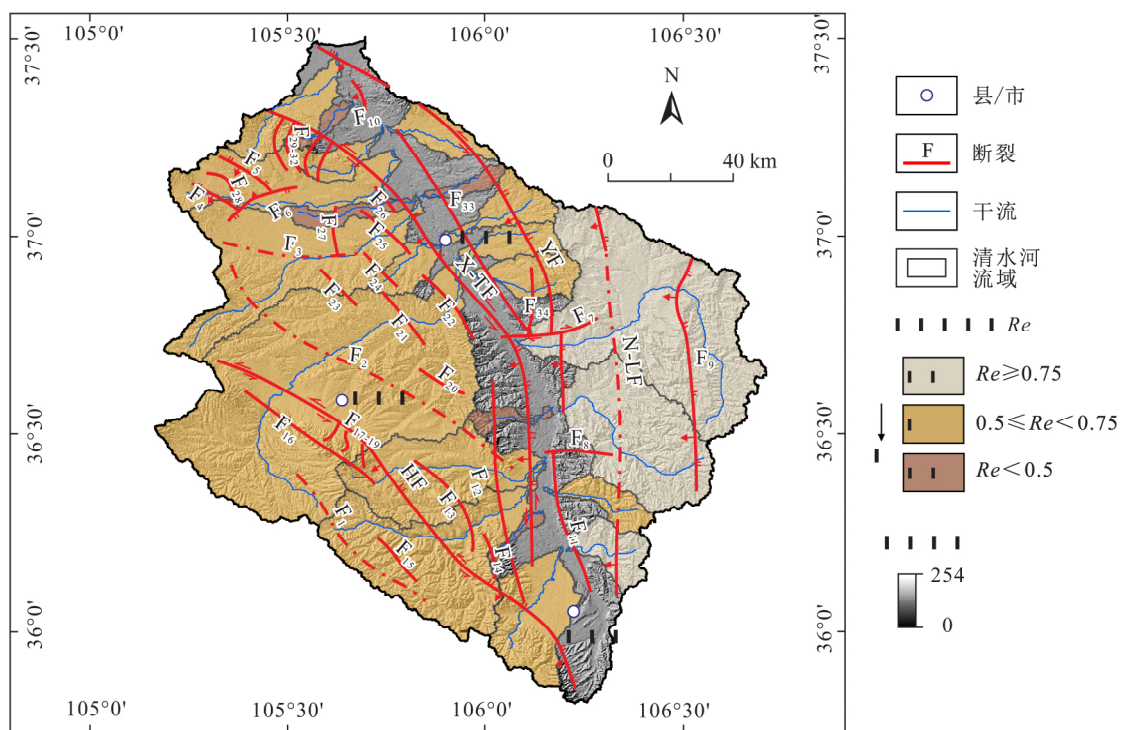 105°0'
105°30'
106°0'
106°30'
37°30'
37°30'
N
0
40 km
F10
F29-32
F5
F28
F4
F6
F27
F26
F25
F33
YF
X-TF
F3
F23
F24
F21
F22
F34
F7
N-LF
F9
F2
F20
F16
F17-19
HF
F13
F12
F8
F11
F1
F15
F14
37°0'
37°0'
36°30'
36°30'
36°0'
36°0'
105°0'
105°30'
106°0'
106°30'
县/市
F
断裂
干流
清水河
流域
Re
Re≥0.75
0.5≤Re<0.75
Re<0.5
254
0